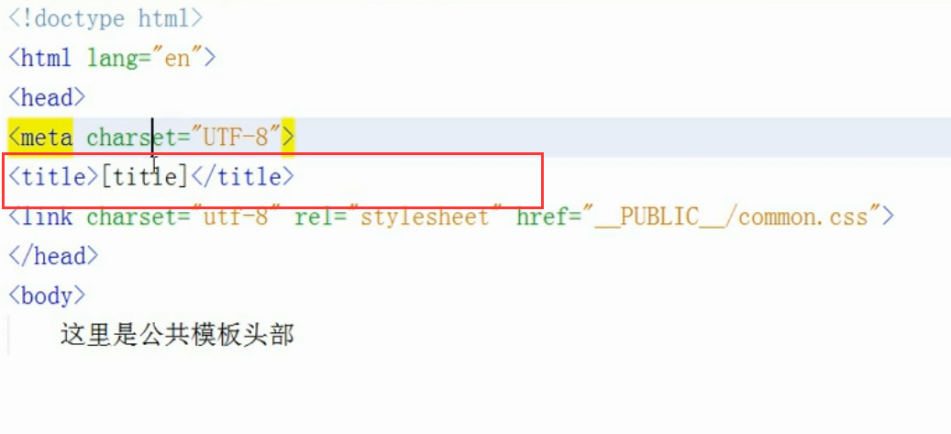 <!doctype html>
<html lang="en">
<head>
<meta charset="UTF-8">
<title>[title]</title>
<link charset="utf-8" rel="stylesheet" href="__PUBLIC__/common.css">
</head>
<body>
这里是公共模板头部